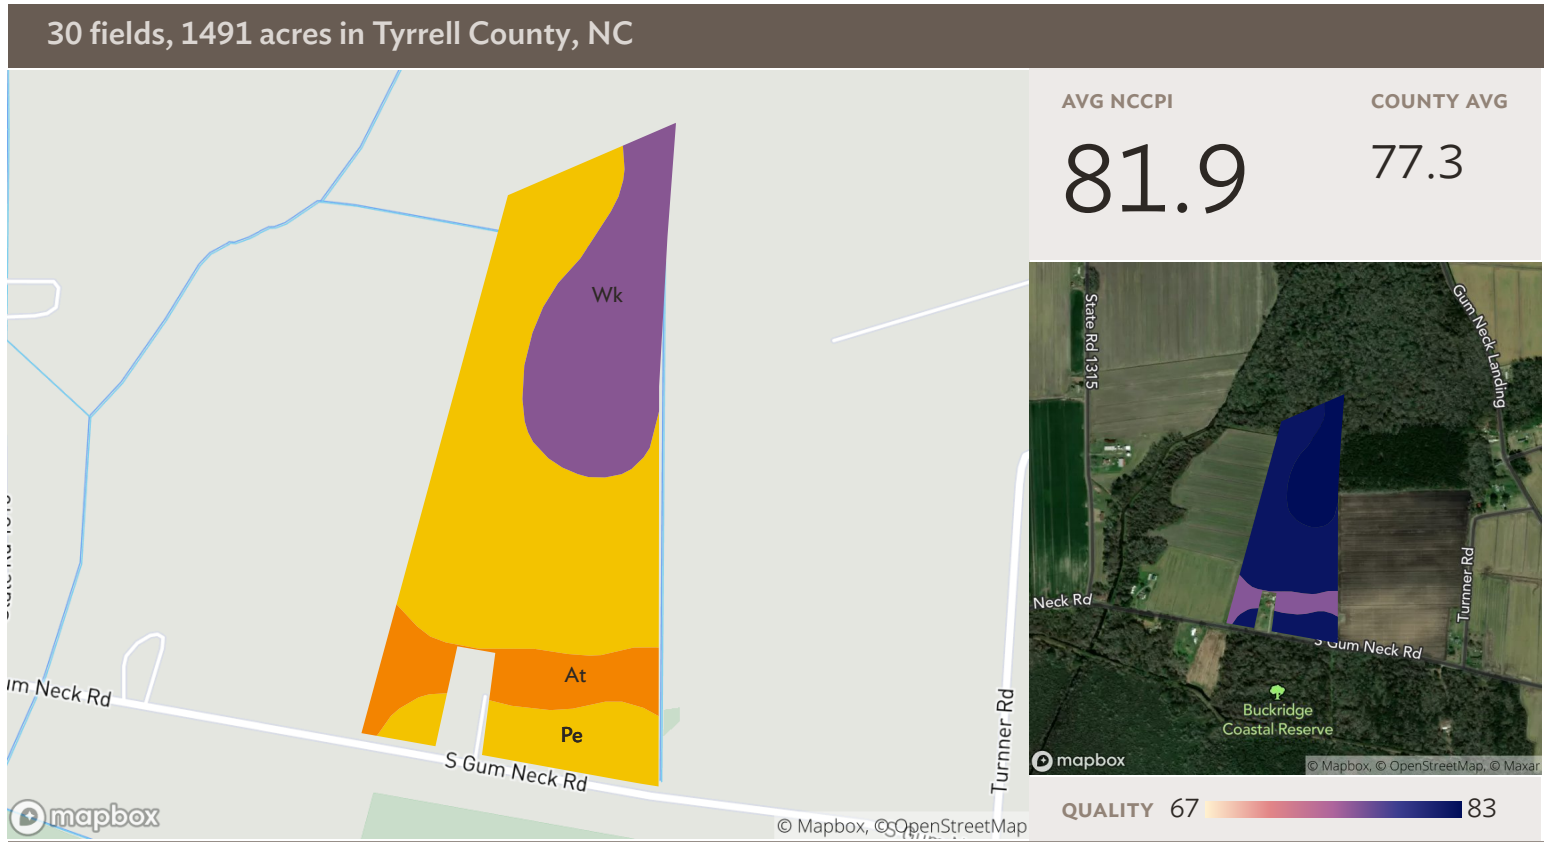 30 fields, 1491 acres in Tyrrell County, NC
AVG NCCPI
COUNTY AVG
81.9
77.3
Wk
At
Pe
um Neck Rd
S Gum Neck Rd
Turnner Rd
mapbox
© Mapbox, © OpenStreetMap
State Rd 1315
Gum Neck Landing
Neck Rd
Turnner Rd
S Gum Neck Rd
Buckridge
Coastal Reserve
mapbox
© Mapbox, © OpenStreetMap, © Maxar
QUALITY 67 83